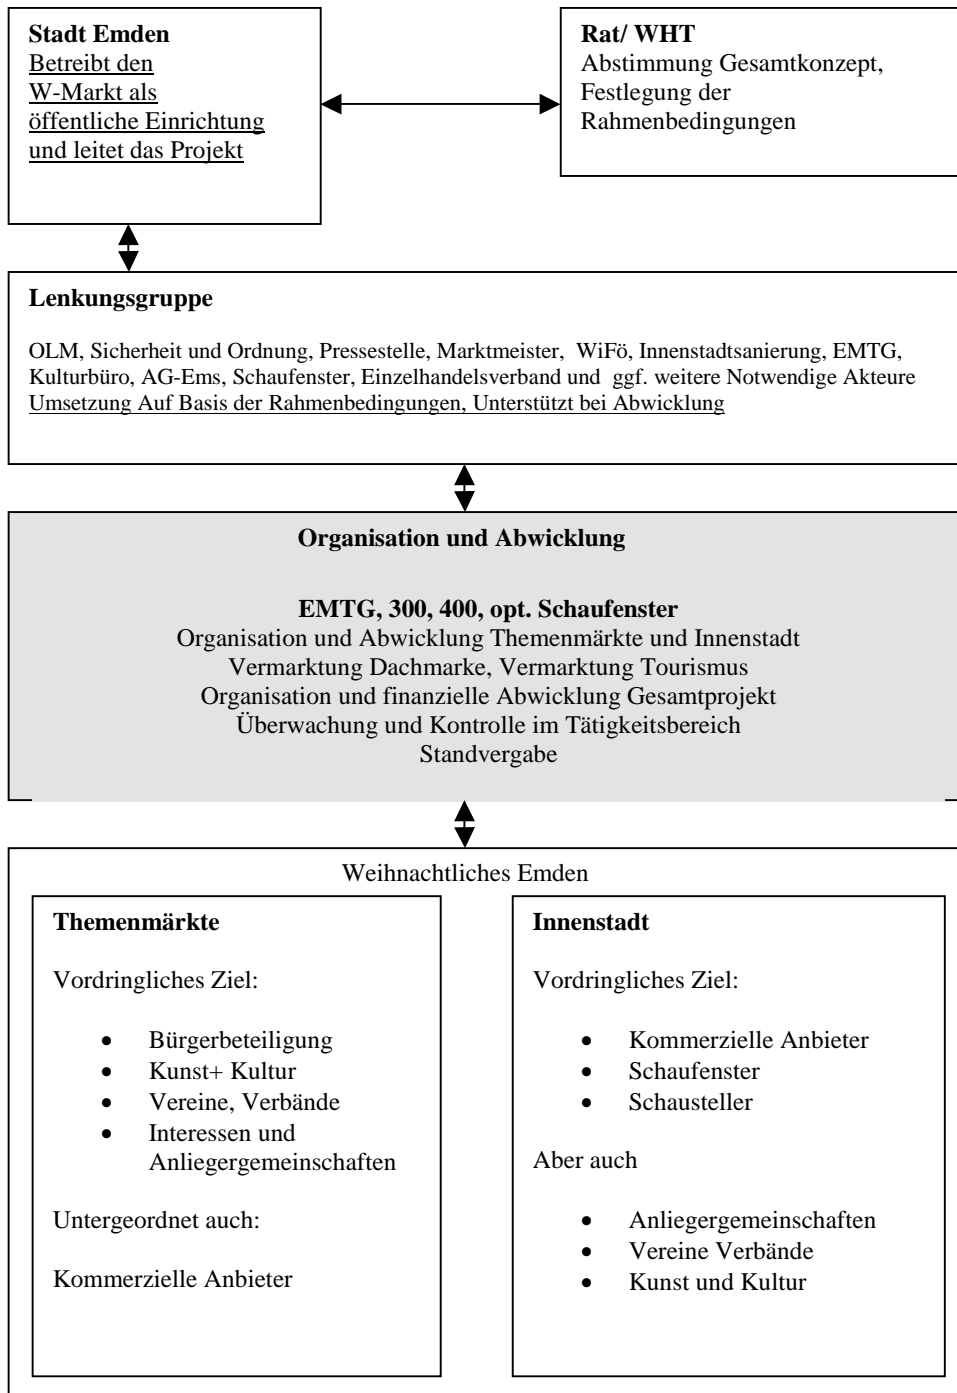 Stadt Emden
Betreibt den
W-Markt als
öffentliche Einrichtung
und leitet das Projekt
Rat/ WHT
Abstimmung Gesamtkonzept,
Festlegung der
Rahmenbedingungen
Lenkungsgruppe
OLM, Sicherheit und Ordnung, Pressestelle, Marktmeister, WiFö, Innenstadtsanierung, EMTG,
Kulturbüro, AG-Ems, Schaufenster, Einzelhandelsverband und ggf. weitere Notwendige Akteure
Umsetzung Auf Basis der Rahmenbedingungen, Unterstützt bei Abwicklung
Organisation und Abwicklung
EMTG, 300, 400, opt. Schaufenster
Organisation und Abwicklung Themenmärkte und Innenstadt
Vermarktung Dachmarke, Vermarktung Tourismus
Organisation und finanzielle Abwicklung Gesamtprojekt
Überwachung und Kontrolle im Tätigkeitsbereich
Standvergabe
Weihnachtliches Emden
Themenmärkte
Vordringliches Ziel:
• Bürgerbeteiligung
• Kunst+ Kultur
• Vereine, Verbände
• Interessen und
Anliegergemeinschaften
Untergeordnet auch:
Kommerzielle Anbieter
Innenstadt
Vordringliches Ziel:
• Kommerzielle Anbieter
• Schaufenster
• Schausteller
Aber auch
• Anliegergemeinschaften
• Vereine Verbände
• Kunst und Kultur